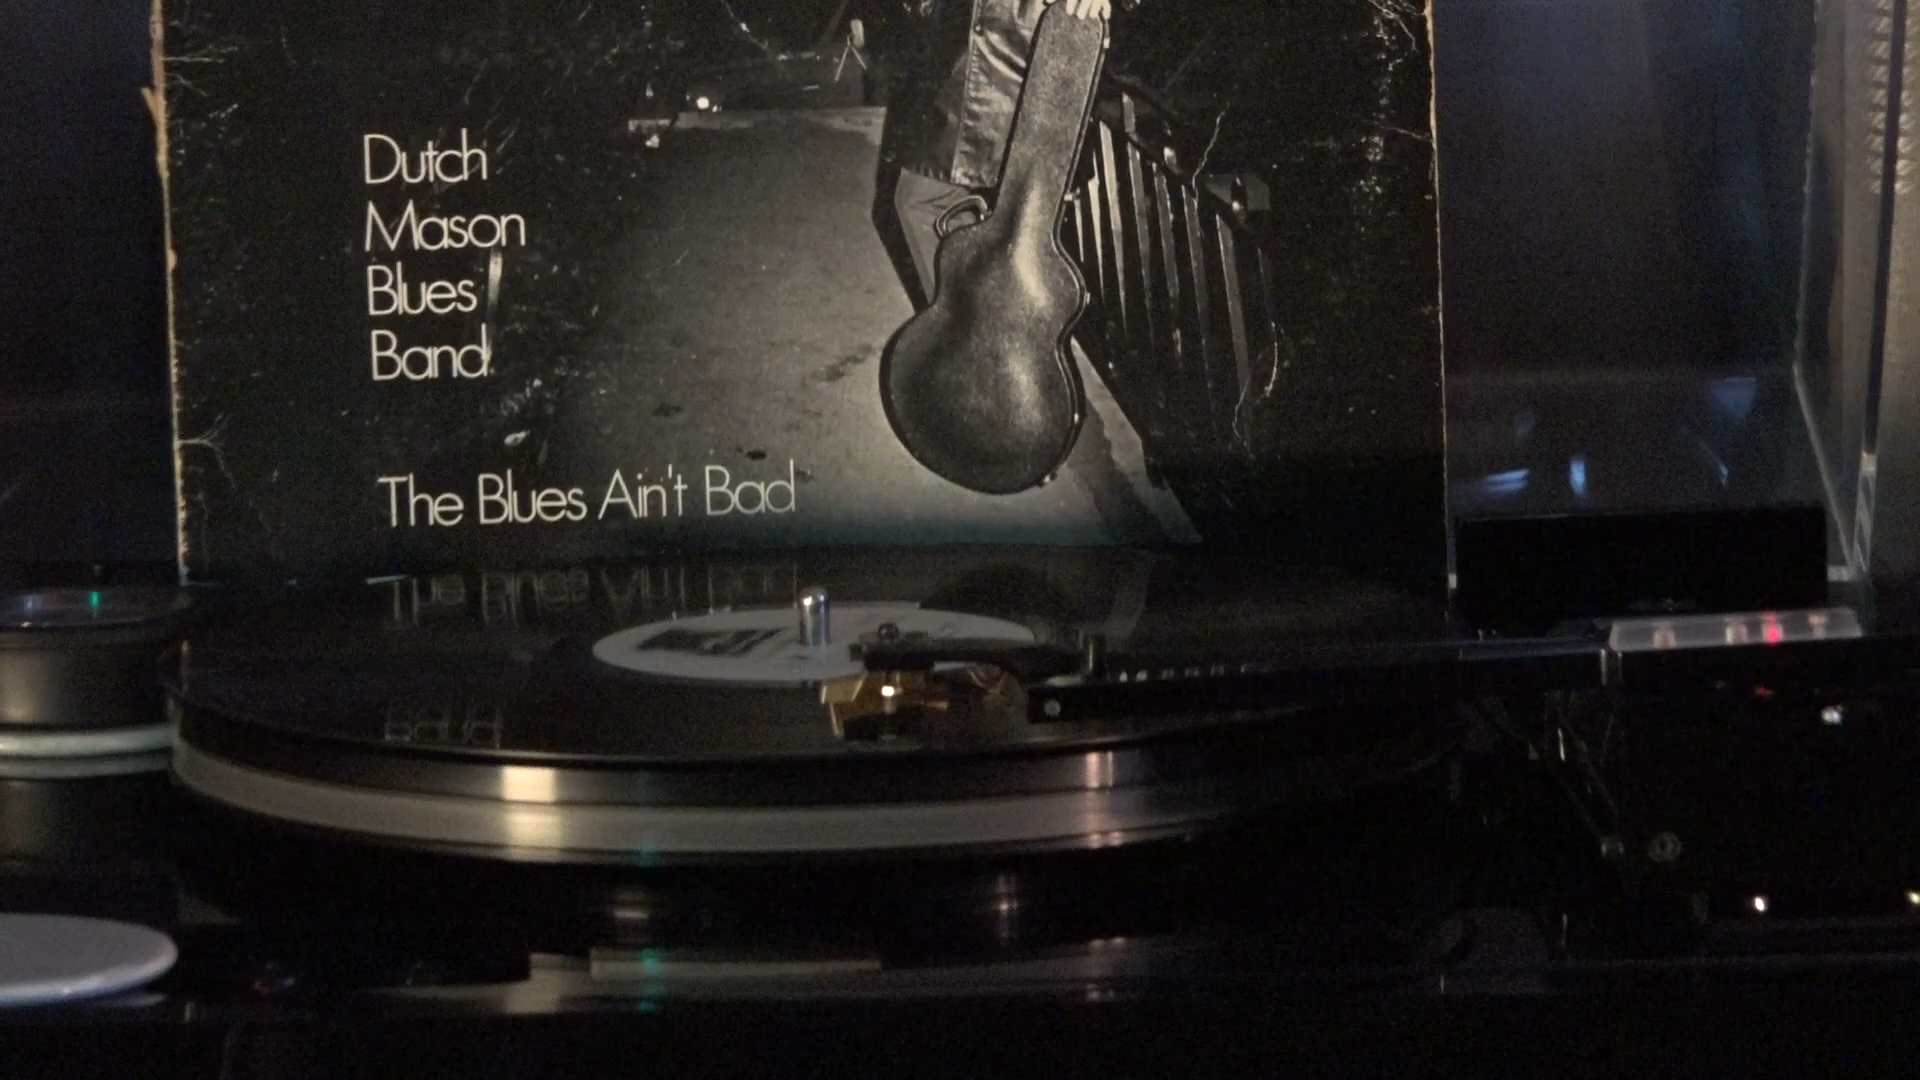 Dutch
Mason
Blues
Band
The Blues Ain't Bad